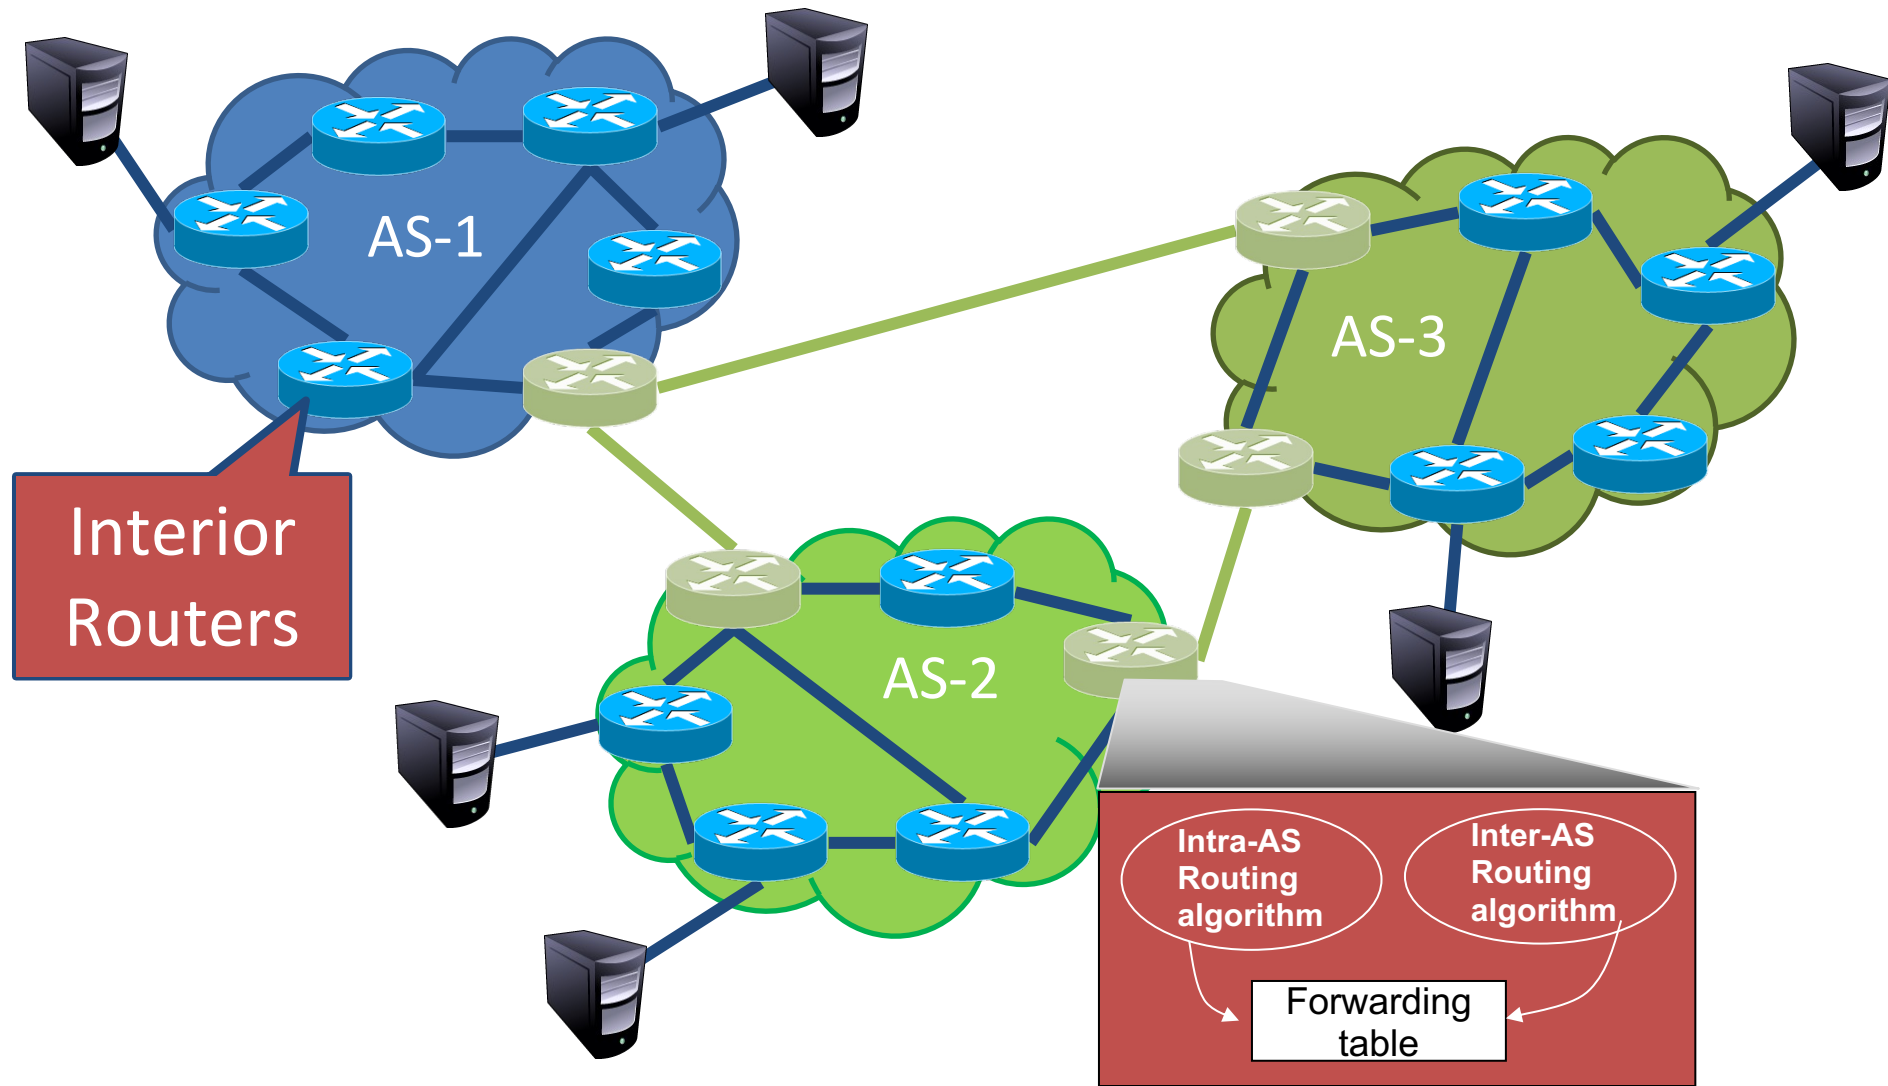 AS-1
AS-3
Interior
Routers
AS-2
Intra-AS
Routing
algorithm
Inter-AS
Routing
algorithm
Forwarding
table